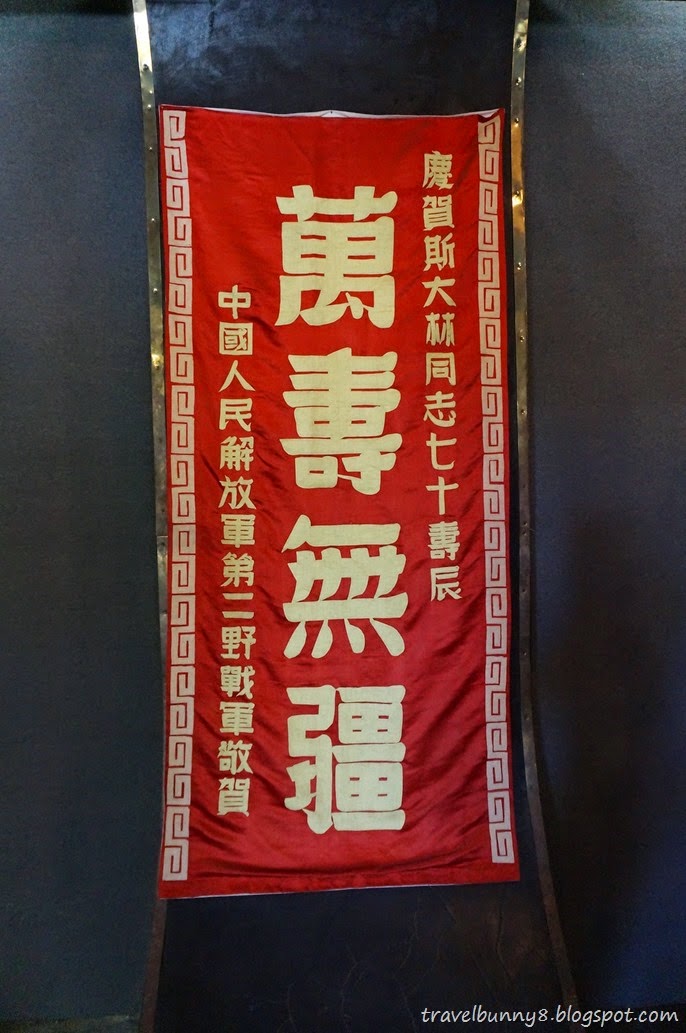 慶賀斯大林同志七十壽辰
萬壽無疆
中國人民解放軍第二野戰軍敬賀
travelbunny8.blogspot.com